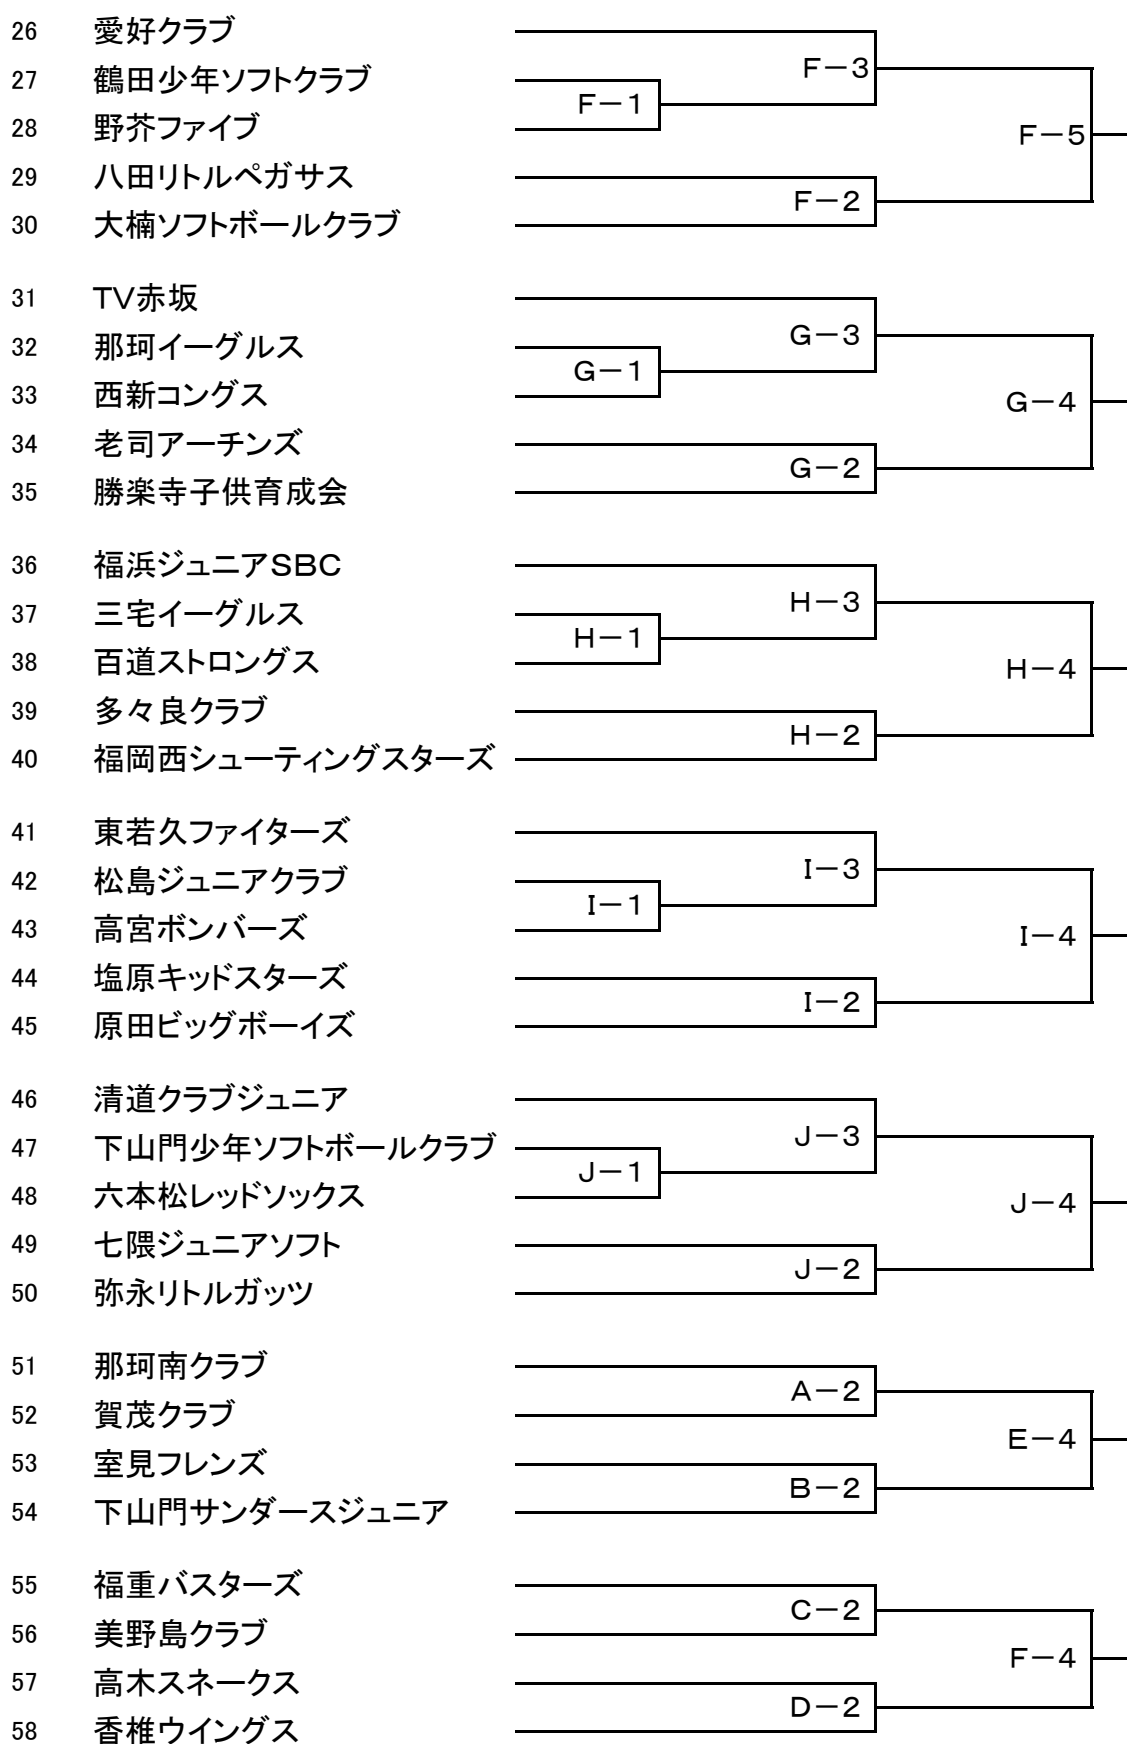 26 愛好クラブ
F－3
27 鶴田少年ソフトクラブ
F－1
28 野芥ファイブ
F－5
29 八田リトルペガサス
F－2
30 大楠ソフトボールクラブ
31 TV赤坂
G－3
32 那珂イーグルス
G－1
33 西新コングス
G－4
34 老司アーチンズ
G－2
35 勝楽寺子供育成会
36 福浜ジュニアSBC
H－3
37 三宅イーグルス
H－1
38 百道ストロングス
H－4
39 多々良クラブ
H－2
40 福岡西シューティングスターズ
41 東若久ファイターズ
I－3
42 松島ジュニアクラブ
I－1
43 高宮ボンバーズ
I－4
44 塩原キッドスターズ
I－2
45 原田ビッグボーイズ
46 清道クラブジュニア
J－3
47 下山門少年ソフトボールクラブ
J－1
48 六本松レッドソックス
J－4
49 七隈ジュニアソフト
J－2
50 弥永リトルガッツ
51 那珂南クラブ
A－2
52 賀茂クラブ
E－4
53 室見フレンズ
B－2
54 下山門サンダースジュニア
55 福重バスターズ
C－2
56 美野島クラブ
F－4
57 高木スネークス
D－2
58 香椎ウイングス